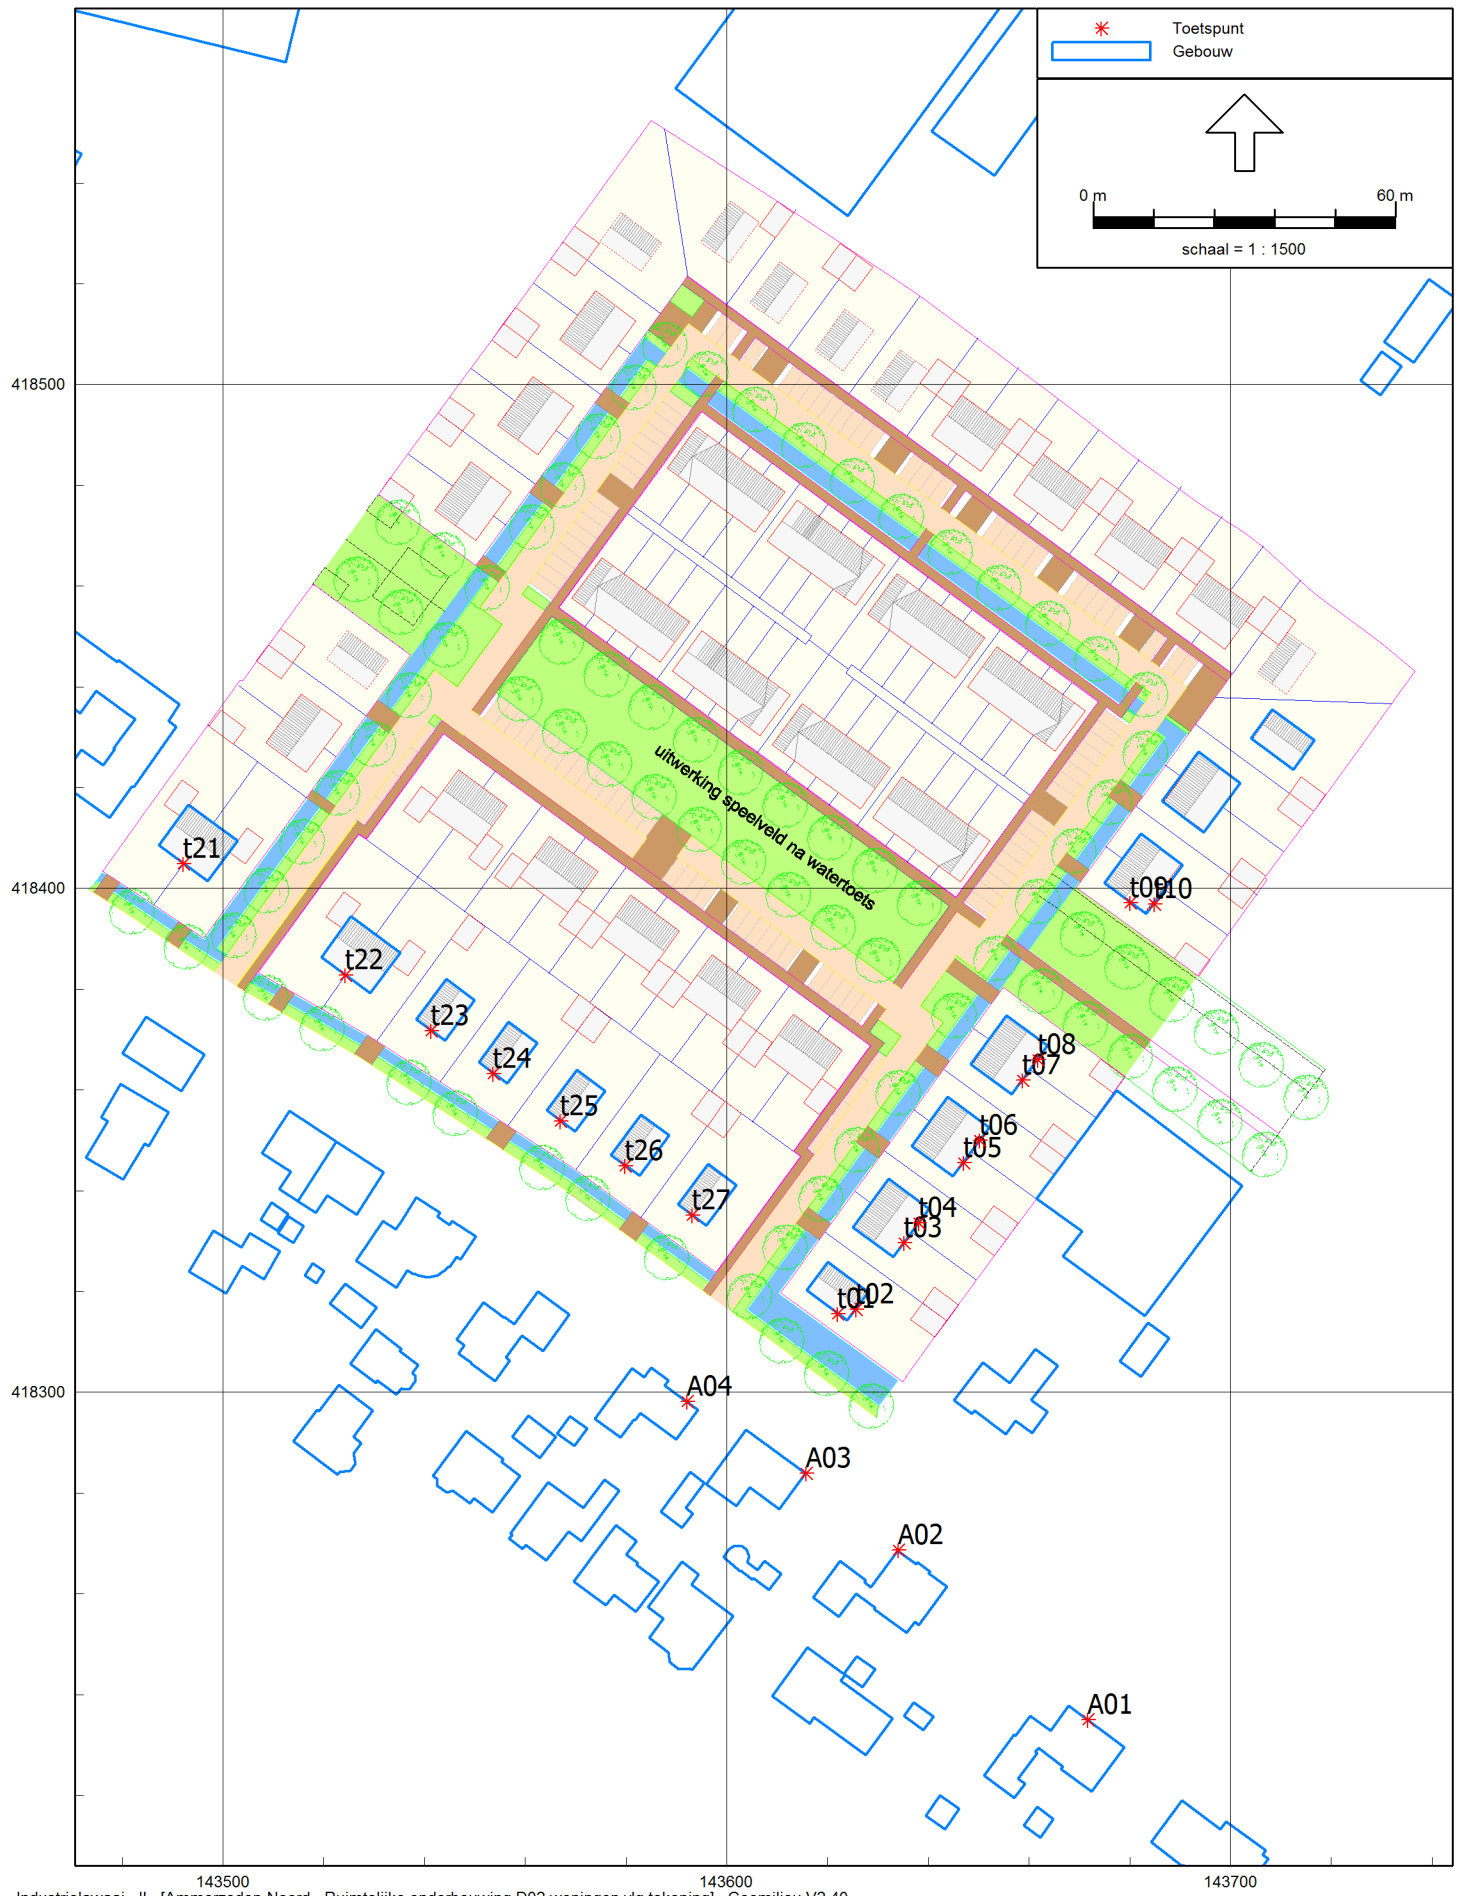 Toetspunt
Gebouw
0 m 60 m
schaal = 1 : 1500
418500
uitwerking speelveld na watertoets
t21
418400
t09
t10
t22
t23
t24
t08
t07
t25
t06
t26
t05
t27
t04
t03
t02
t01
418300
A04
A03
A02
A01
143500 143600 143700